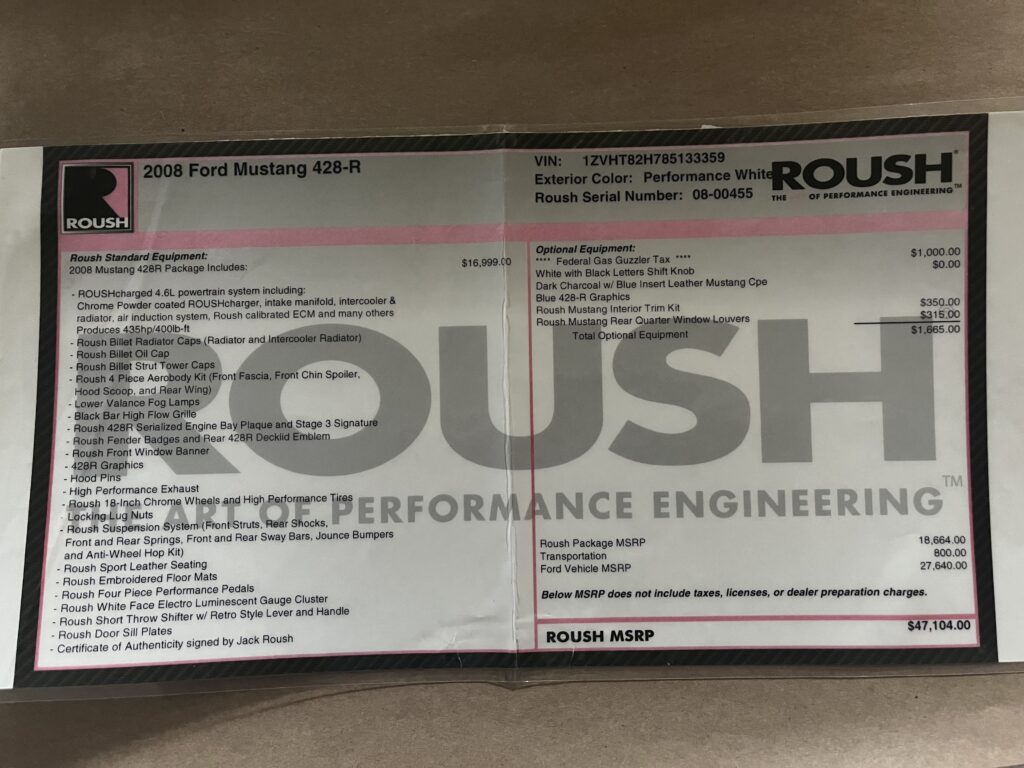 ROUSH
2008 Ford Mustang 428-R
VIN: 1ZVHT82H785133359
Exterior Color: Performance White
Roush Serial Number: 08-00455
ROUSH®
THE OF PERFORMANCE ENGINEERING™
Roush Standard Equipment:
2008 Mustang 428R Package Includes: $16,999.00
- ROUSHcharged 4.6L powertrain system including:
Chrome Powder coated ROUSHcharger, intake manifold, intercooler &
radiator, air induction system, Roush calibrated ECM and many others
Produces 435hp/400lb-ft
- Roush Billet Radiator Caps (Radiator and Intercooler Radiator)
- Roush Billet Oil Cap
- Roush Billet Strut Tower Caps
- Roush 4 Piece Aerobody Kit (Front Fascia, Front Chin Spoiler,
Hood Scoop, and Rear Wing)
- Lower Valance Fog Lamps
- Black Bar High Flow Grille
- Roush 428R Serialized Engine Bay Plaque and Stage 3 Signature
- Roush Fender Badges and Rear 428R Decklid Emblem
- Roush Front Window Banner
- 428R Graphics
- Hood Pins
- High Performance Exhaust
- Roush 18-Inch Chrome Wheels and High Performance Tires
Locking Lug Nuts
- Roush Suspension System (Front Struts, Rear Shocks,
Front and Rear Springs, Front and Rear Sway Bars, Jounce Bumpers
and Anti-Wheel Hop Kit)
- Roush Sport Leather Seating
- Roush Embroidered Floor Mats
- Roush Four Piece Performance Pedals
- Roush White Face Electro Luminescent Gauge Cluster
- Roush Short Throw Shifter w/ Retro Style Lever and Handle
- Roush Door Sill Plates
- Certificate of Authenticity signed by Jack Roush
Optional Equipment:
**** Federal Gas Guzzler Tax **** $1,000.00
White with Black Letters Shift Knob $0.00
Dark Charcoal w/ Blue Insert Leather Mustang Cpe
Blue 428-R Graphics
Roush Mustang Interior Trim Kit $350.00
Roush Mustang Rear Quarter Window Louvers $315.00
Total Optional Equipment $1,665.00
ROUSH
THE ART OF PERFORMANCE ENGINEERING™
Roush Package MSRP 18,664.00
Transportation 800.00
Ford Vehicle MSRP 27,640.00
Below MSRP does not include taxes, licenses, or dealer preparation charges.
ROUSH MSRP $47,104.00